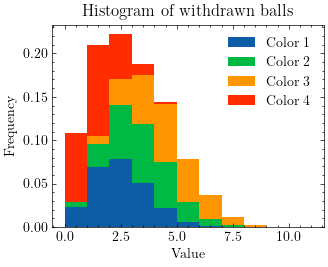 Histogram of withdrawn balls
Color 1
Color 2
Color 3
Color 4
0.20
0.15
0.10
0.05
0.00
Frequency
0.0 2.5 5.0 7.5 10.0
Value